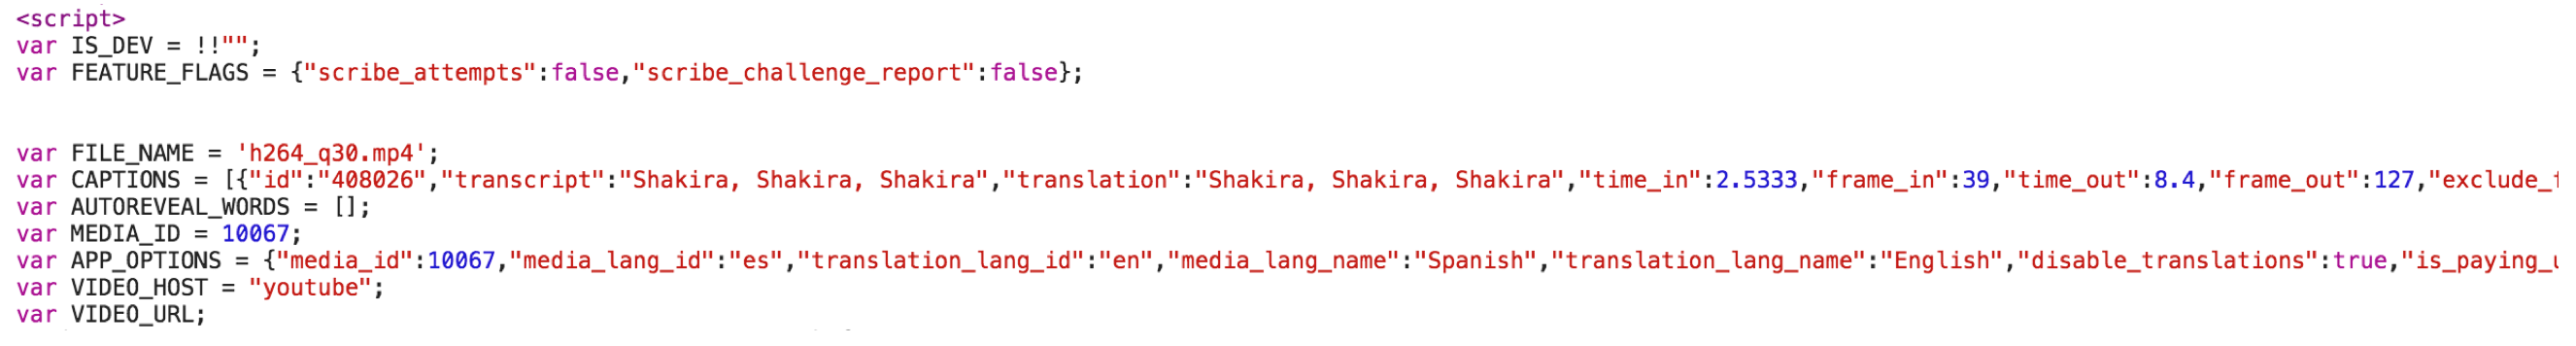 <script>
var IS_DEV = !!"";
var FEATURE_FLAGS = {"scribe_attempts":false,"scribe_challenge_report":false};
var FILE_NAME = 'h264_q30.mp4';
var CAPTIONS = [{"id":"408026","transcript":"Shakira, Shakira, Shakira","translation":"Shakira, Shakira, Shakira","time_in":2.5333,"frame_in":39,"time_out":8.4,"frame_out":127,"exclude_
var AUTOREVEAL_WORDS = [];
var MEDIA_ID = 10067;
var APP_OPTIONS = {"media_id":10067,"media_lang_id":"es","translation_lang_id":"en","media_lang_name":"Spanish","translation_lang_name":"English","disable_translations":true,"is_paying_
var VIDEO_HOST = "youtube";
var VIDEO_URL;